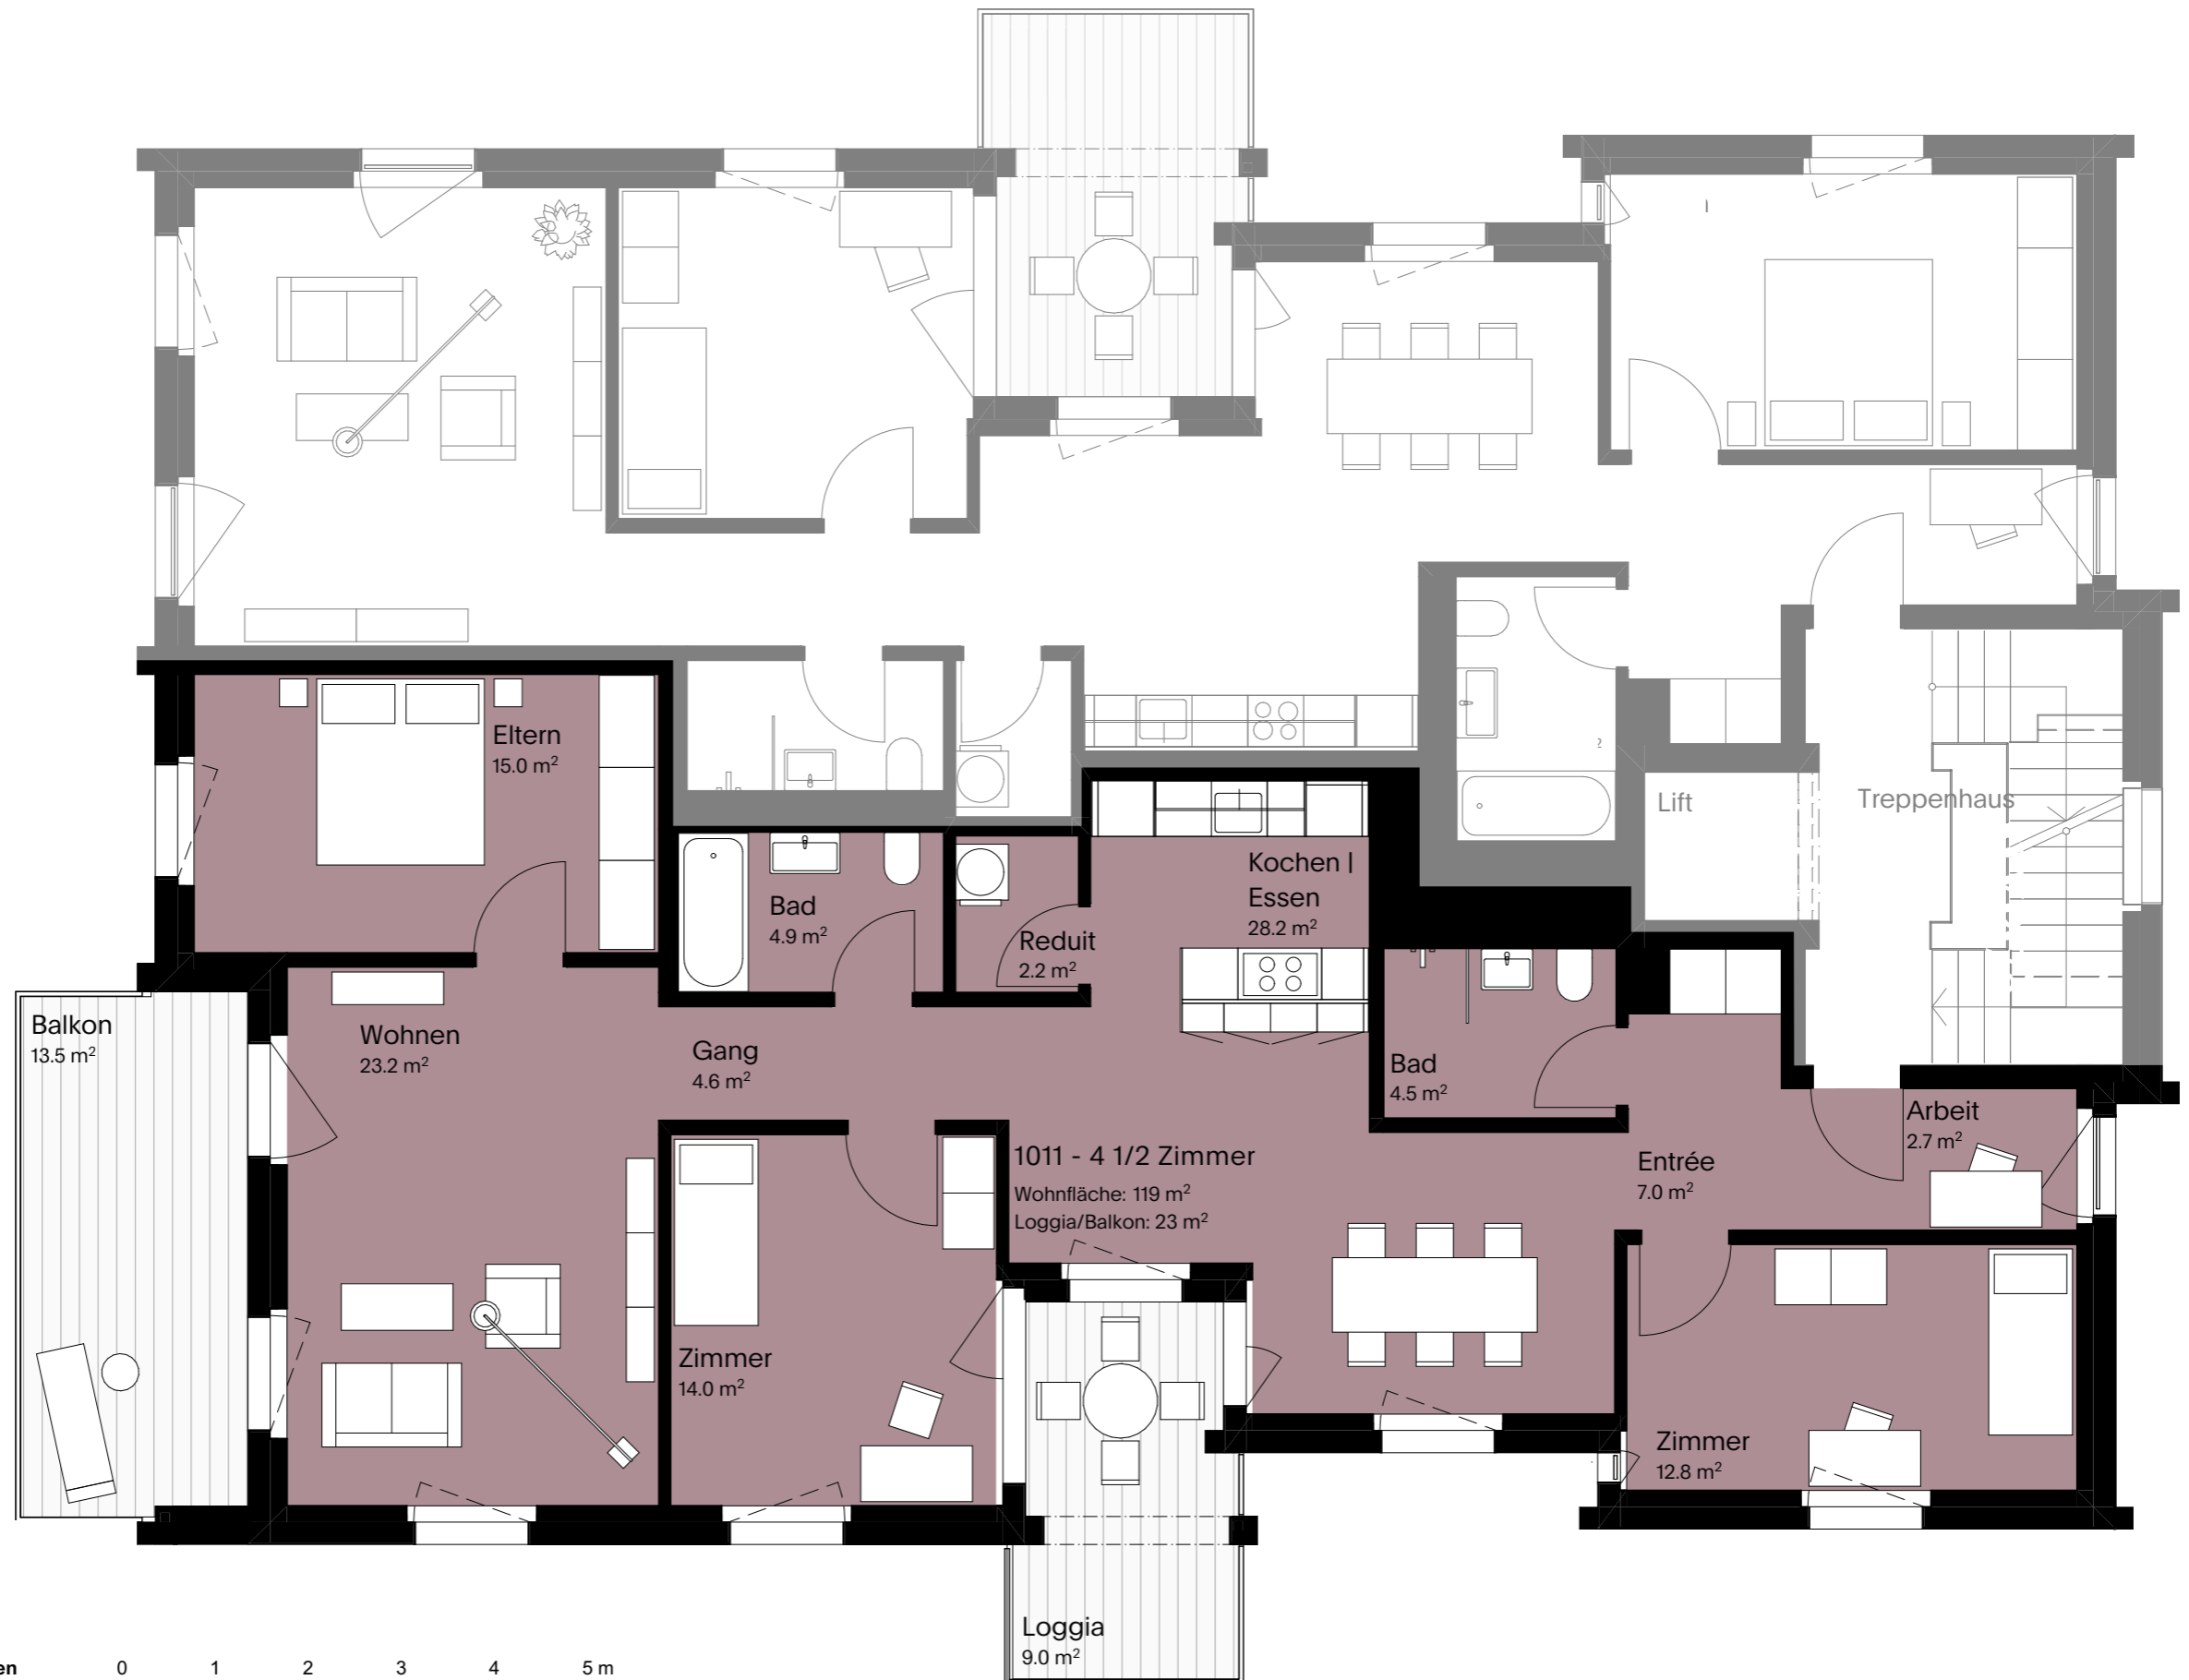 Eltern
15.0 m²
Kochen |
Essen
28.2 m²
Lift
Treppenhaus
Bad
4.9 m²
Reduit
2.2 m²
Balkon
13.5 m²
Wohnen
23.2 m²
Gang
4.6 m²
Bad
4.5 m²
Arbeit
2.7 m²
1011 - 4 1/2 Zimmer
Wohnfläche: 119 m²
Loggia/Balkon: 23 m²
Entrée
7.0 m²
Zimmer
14.0 m²
Zimmer
12.8 m²
Loggia
9.0 m²
en 0 1 2 3 4 5 m